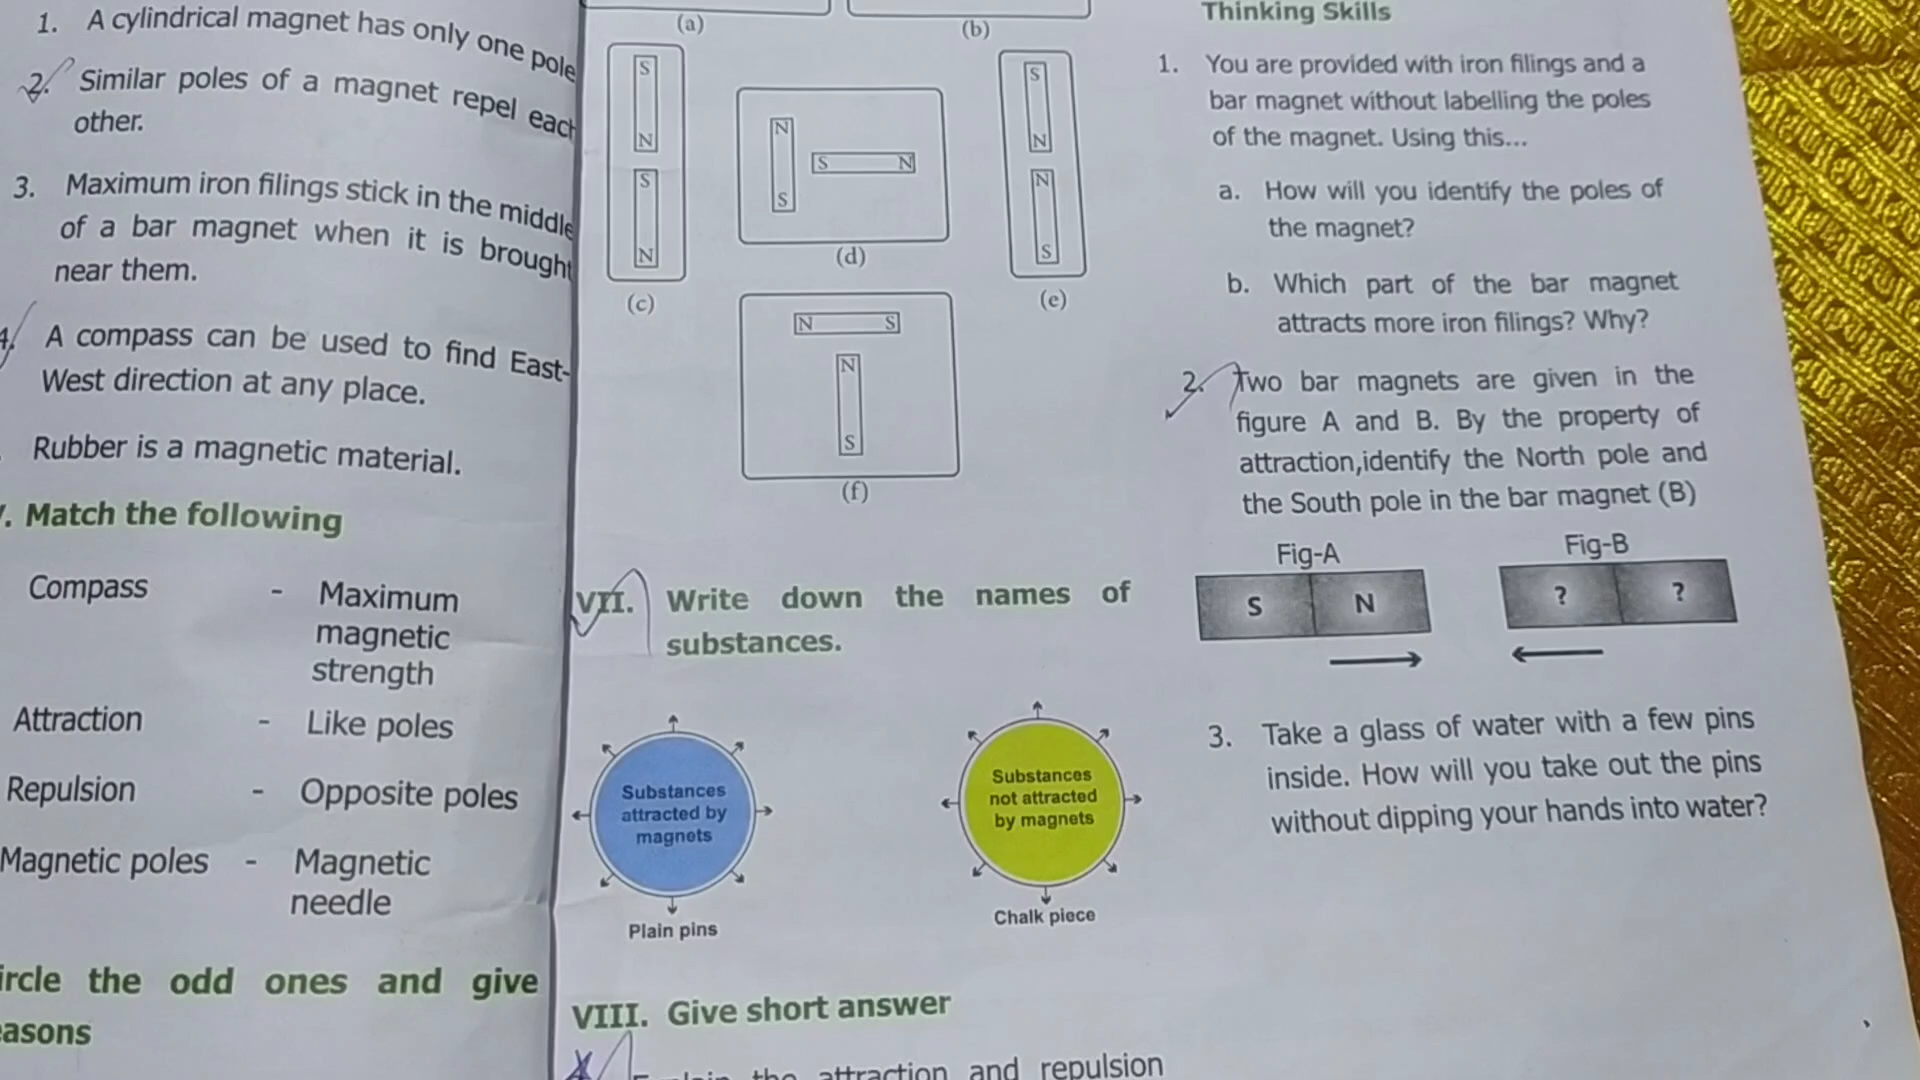 1. A cylindrical magnet has only one pole
2. Similar poles of a magnet repel each
other.
3. Maximum iron filings stick in the middle
of a bar magnet when it is brought
near them.
4. A compass can be used to find East-
West direction at any place.
Rubber is a magnetic material.
. Match the following
Compass - Maximum
magnetic
strength
Attraction - Like poles
Repulsion - Opposite poles
Magnetic poles - Magnetic
needle
ircle the odd ones and give
easons
(a)
(b)
S
N
S
N
(c)
N
S
S N
(d)
S
N
N
S
(e)
N S
N
S
(f)
VII. Write down the names of
substances.
Substances
attracted by
magnets
Plain pins
Substances
not attracted
by magnets
Chalk piece
VIII. Give short answer
the attraction and repulsion
Thinking Skills
1. You are provided with iron filings and a
bar magnet without labelling the poles
of the magnet. Using this...
a. How will you identify the poles of
the magnet?
b. Which part of the bar magnet
attracts more iron filings? Why?
2. Two bar magnets are given in the
figure A and B. By the property of
attraction,identify the North pole and
the South pole in the bar magnet (B)
Fig-A
S N
Fig-B
? ?
3. Take a glass of water with a few pins
inside. How will you take out the pins
without dipping your hands into water?